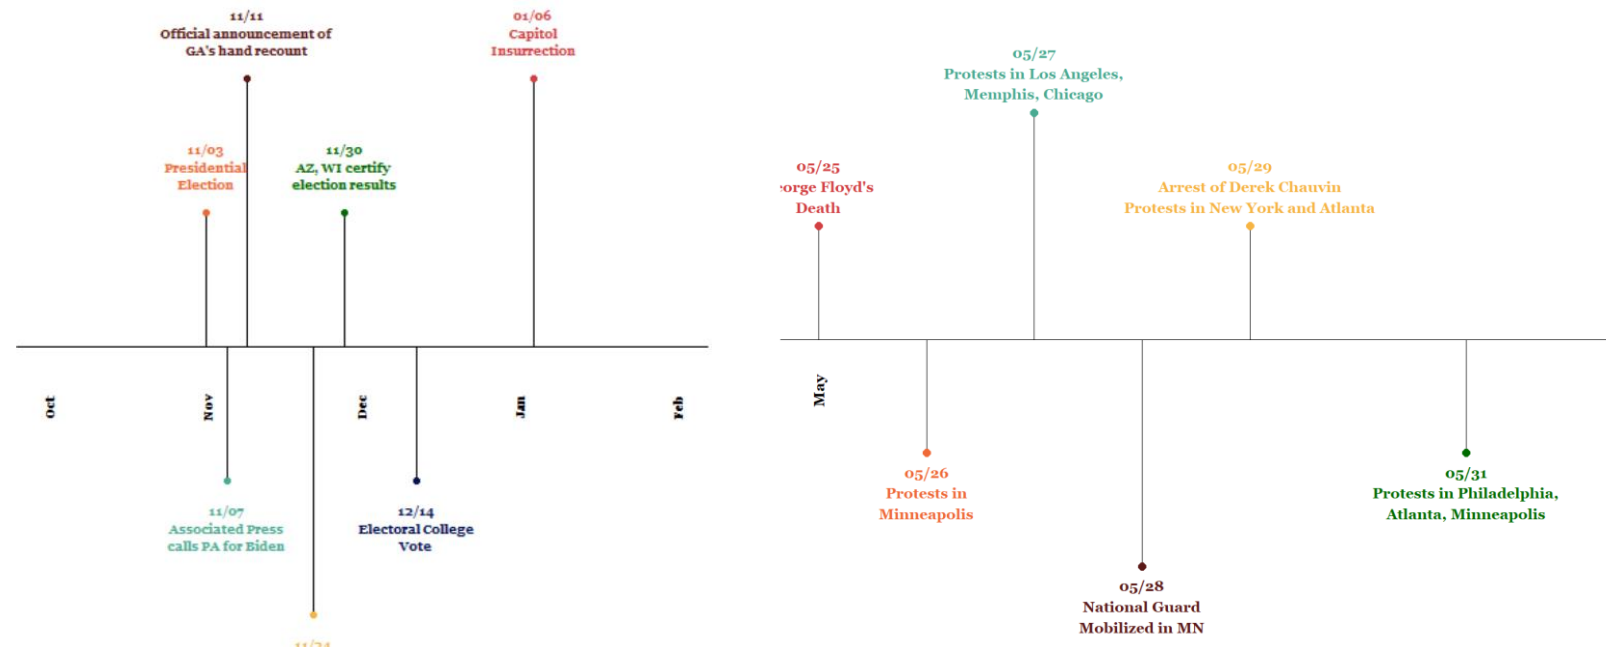 11/11
Official announcement of
GA's hand recount
01/06
Capitol
Insurrection
11/03
Presidential
Election
11/30
AZ, WI certify
election results
Oct
Nov
Dec
Jan
Feb
11/07
Associated Press
calls PA for Biden
12/14
Electoral College
Vote
05/27
Protests in Los Angeles,
Memphis, Chicago
05/25
Floyd's
Death
05/29
Arrest of Derek Chauvin
Protests in New York and Atlanta
May
05/26
Protests in
Minneapolis
05/31
Protests in Philadelphia,
Atlanta, Minneapolis
05/28
National Guard
Mobilized in MN